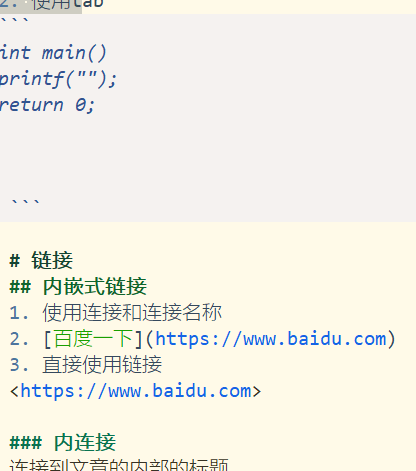 2. 使用tab
```
int main()
printf("");
return 0;
```
# 链接
## 内嵌式链接
1. 使用连接和连接名称
2. [百度一下](https://www.baidu.com)
3. 直接使用链接
<https://www.baidu.com>
### 内连接
连接到文章的内部的标题